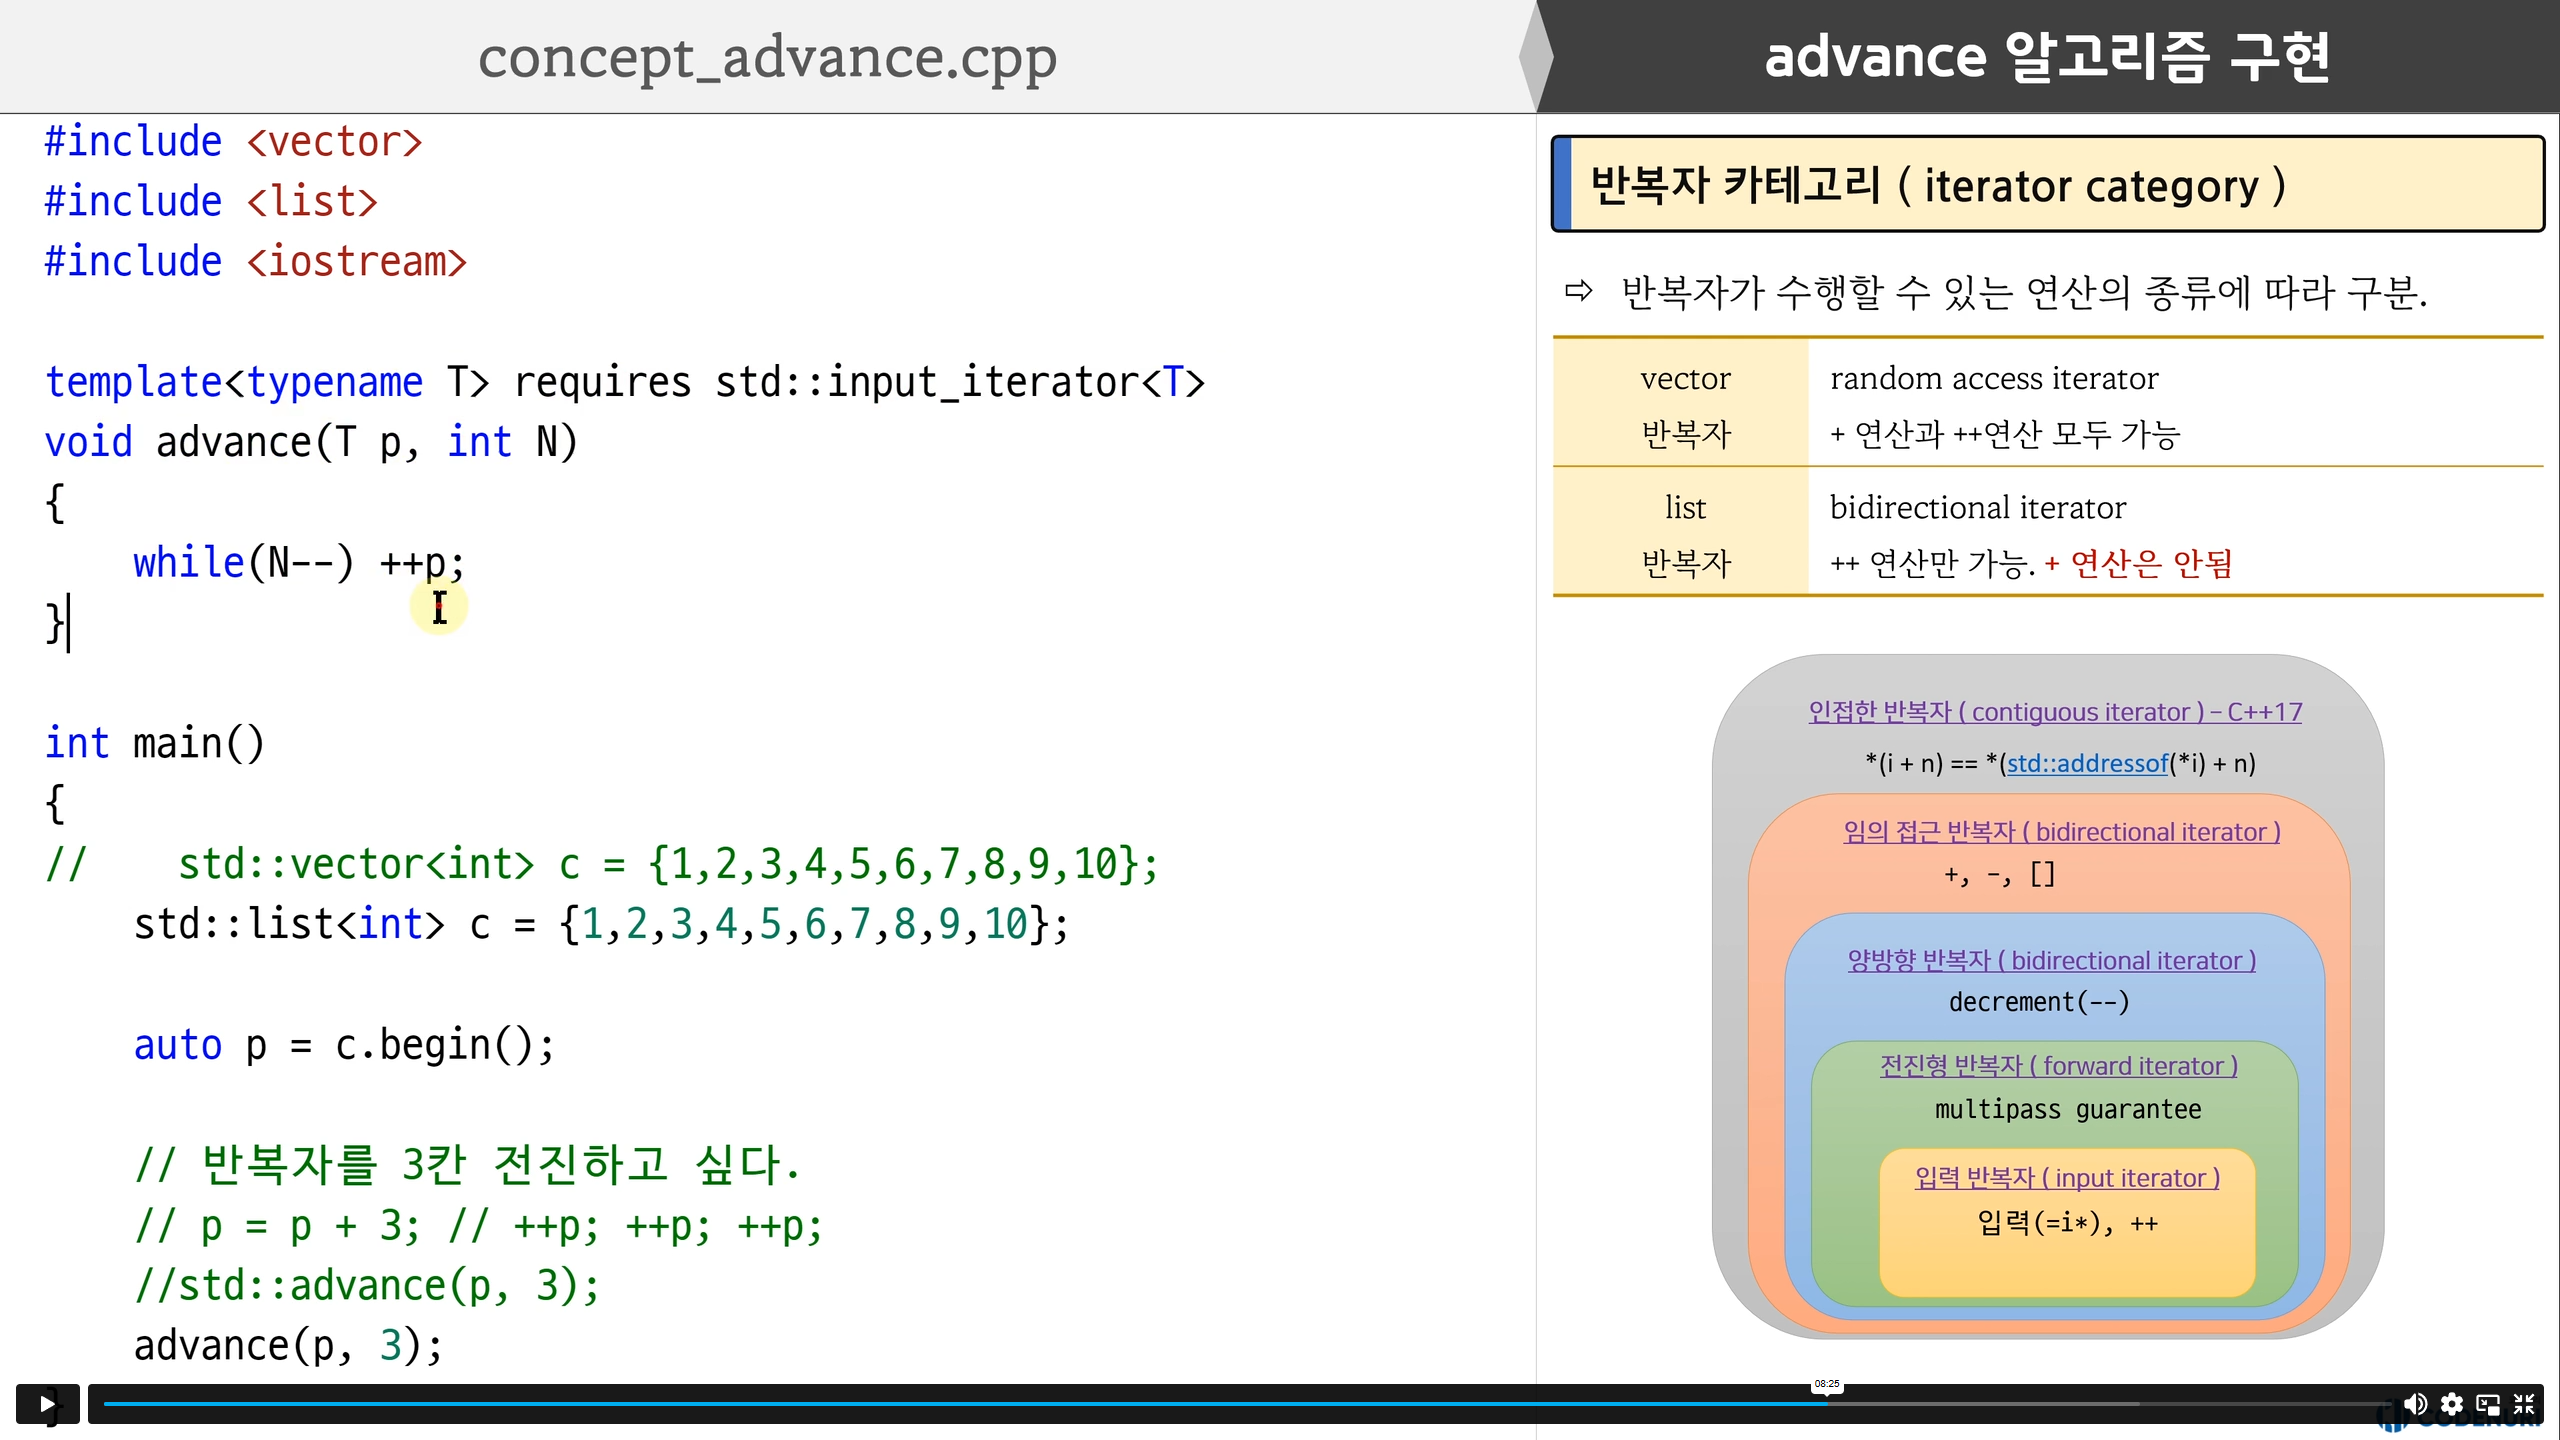 concept_advance.cpp
advance 알고리즘 구현
#include <vector>
#include <list>
#include <iostream>
template<typename T> requires std::input_iterator<T>
void advance(T p, int N)
{
    while(N--) ++p;
}
int main()
{
//    std::vector<int> c = {1,2,3,4,5,6,7,8,9,10};
    std::list<int> c = {1,2,3,4,5,6,7,8,9,10};
    auto p = c.begin();
    // 반복자를 3칸 전진하고 싶다.
    // p = p + 3; // ++p; ++p; ++p;
    //std::advance(p, 3);
    advance(p, 3);
}
반복자 카테고리 ( iterator category )
⇨ 반복자가 수행할 수 있는 연산의 종류에 따라 구분.
vector
반복자
random access iterator
+ 연산과 ++연산 모두 가능
list
반복자
bidirectional iterator
++ 연산만 가능. + 연산은 안됨
인접한 반복자 ( contiguous iterator ) – C++17
*(i + n) == *(std::addressof(*i) + n)
임의 접근 반복자 ( bidirectional iterator )
+, -, []
양방향 반복자 ( bidirectional iterator )
decrement(--)
전진형 반복자 ( forward iterator )
multipass guarantee
입력 반복자 ( input iterator )
입력(=i*), ++
08:25
CODENURI